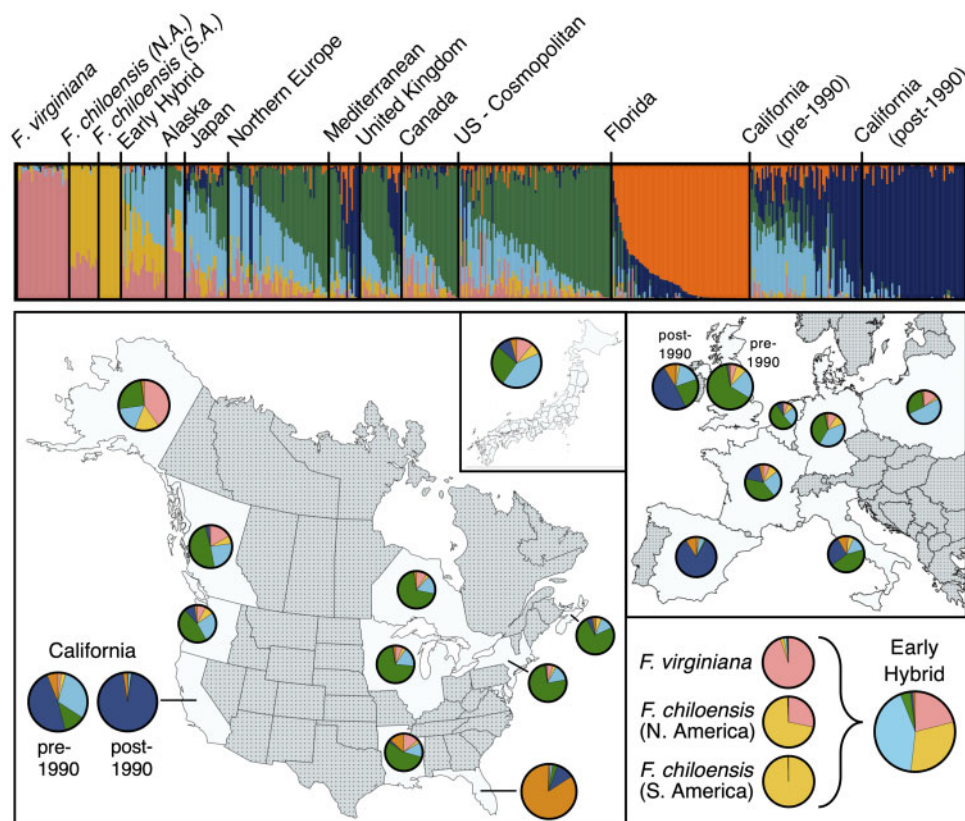 F. virginiana
F. chiloensis (N.A.)
F. chiloensis (S.A.)
Early Hybrid
Alaska
Japan
Northern Europe
Mediterranean
United Kingdom
Canada
US - Cosmopolitan
Florida
California
(pre-1990)
California
(post-1990)
post-
1990
pre-
1990
California
pre-
1990
post-
1990
F. virginiana
F. chiloensis
(N. America)
F. chiloensis
(S. America)
Early
Hybrid